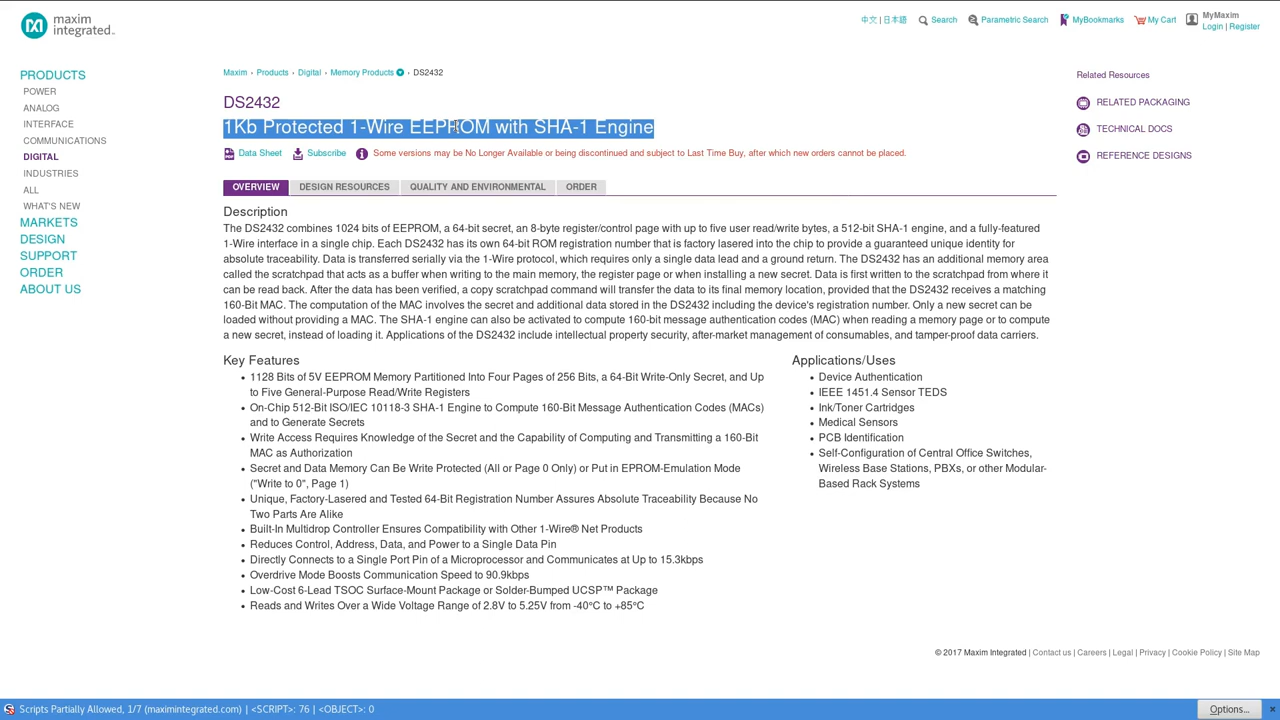 maxim
integrated™
中文 | 日本語 Search Parametric Search MyBookmarks My Cart MyMaxim
Login | Register
PRODUCTS
POWER
ANALOG
INTERFACE
COMMUNICATIONS
DIGITAL
INDUSTRIES
ALL
WHAT'S NEW
MARKETS
DESIGN
SUPPORT
ORDER
ABOUT US
Maxim › Products › Digital › Memory Products › DS2432
DS2432
1Kb Protected 1-Wire EEPROM with SHA-1 Engine
Data Sheet Subscribe Some versions may be No Longer Available or being discontinued and subject to Last Time Buy, after which new orders cannot be placed.
OVERVIEW DESIGN RESOURCES QUALITY AND ENVIRONMENTAL ORDER
Description
The DS2432 combines 1024 bits of EEPROM, a 64-bit secret, an 8-byte register/control page with up to five user read/write bytes, a 512-bit SHA-1 engine, and a fully-featured
1-Wire interface in a single chip. Each DS2432 has its own 64-bit ROM registration number that is factory lasered into the chip to provide a guaranteed unique identity for
absolute traceability. Data is transferred serially via the 1-Wire protocol, which requires only a single data lead and a ground return. The DS2432 has an additional memory area
called the scratchpad that acts as a buffer when writing to the main memory, the register page or when installing a new secret. Data is first written to the scratchpad from where it
can be read back. After the data has been verified, a copy scratchpad command will transfer the data to its final memory location, provided that the DS2432 receives a matching
160-Bit MAC. The computation of the MAC involves the secret and additional data stored in the DS2432 including the device's registration number. Only a new secret can be
loaded without providing a MAC. The SHA-1 engine can also be activated to compute 160-bit message authentication codes (MAC) when reading a memory page or to compute
a new secret, instead of loading it. Applications of the DS2432 include intellectual property security, after-market management of consumables, and tamper-proof data carriers.
Key Features
• 1128 Bits of 5V EEPROM Memory Partitioned Into Four Pages of 256 Bits, a 64-Bit Write-Only Secret, and Up
to Five General-Purpose Read/Write Registers
• On-Chip 512-Bit ISO/IEC 10118-3 SHA-1 Engine to Compute 160-Bit Message Authentication Codes (MACs)
and to Generate Secrets
• Write Access Requires Knowledge of the Secret and the Capability of Computing and Transmitting a 160-Bit
MAC as Authorization
• Secret and Data Memory Can Be Write Protected (All or Page 0 Only) or Put in EPROM-Emulation Mode
("Write to 0", Page 1)
• Unique, Factory-Lasered and Tested 64-Bit Registration Number Assures Absolute Traceability Because No
Two Parts Are Alike
• Built-In Multidrop Controller Ensures Compatibility with Other 1-Wire® Net Products
• Reduces Control, Address, Data, and Power to a Single Data Pin
• Directly Connects to a Single Port Pin of a Microprocessor and Communicates at Up to 15.3kbps
• Overdrive Mode Boosts Communication Speed to 90.9kbps
• Low-Cost 6-Lead TSOC Surface-Mount Package or Solder-Bumped UCSP™ Package
• Reads and Writes Over a Wide Voltage Range of 2.8V to 5.25V from -40°C to +85°C
Applications/Uses
• Device Authentication
• IEEE 1451.4 Sensor TEDS
• Ink/Toner Cartridges
• Medical Sensors
• PCB Identification
• Self-Configuration of Central Office Switches,
Wireless Base Stations, PBXs, or other Modular-
Based Rack Systems
Related Resources
RELATED PACKAGING
TECHNICAL DOCS
REFERENCE DESIGNS
© 2017 Maxim Integrated | Contact us | Careers | Legal | Privacy | Cookie Policy | Site Map
Scripts Partially Allowed, 1/7 (maximintegrated.com) | <SCRIPT>: 76 | <OBJECT>: 0 Options... ×